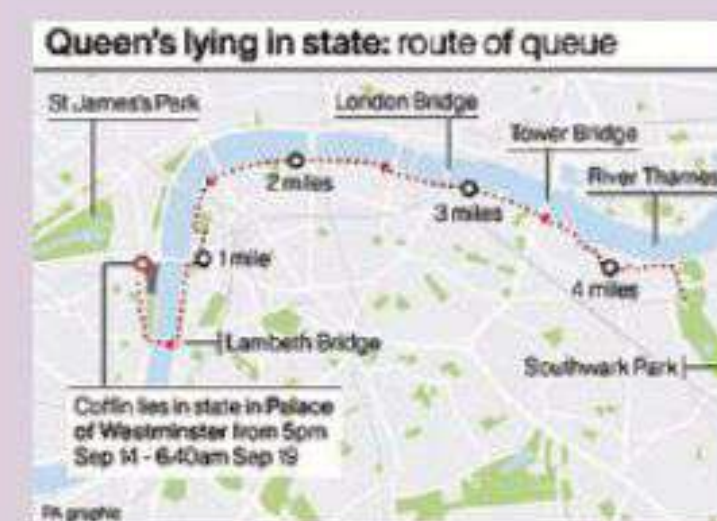 Queen's lying in state: route of queue
St James's Park
London Bridge
Tower Bridge
River Thames
2 miles
3 miles
1 mile
4 miles
Lambeth Bridge
Southwark Park
Coffin lies in state in Palace
of Westminster from 5pm
Sep 14 - 6.40am Sep 19
PA graphic